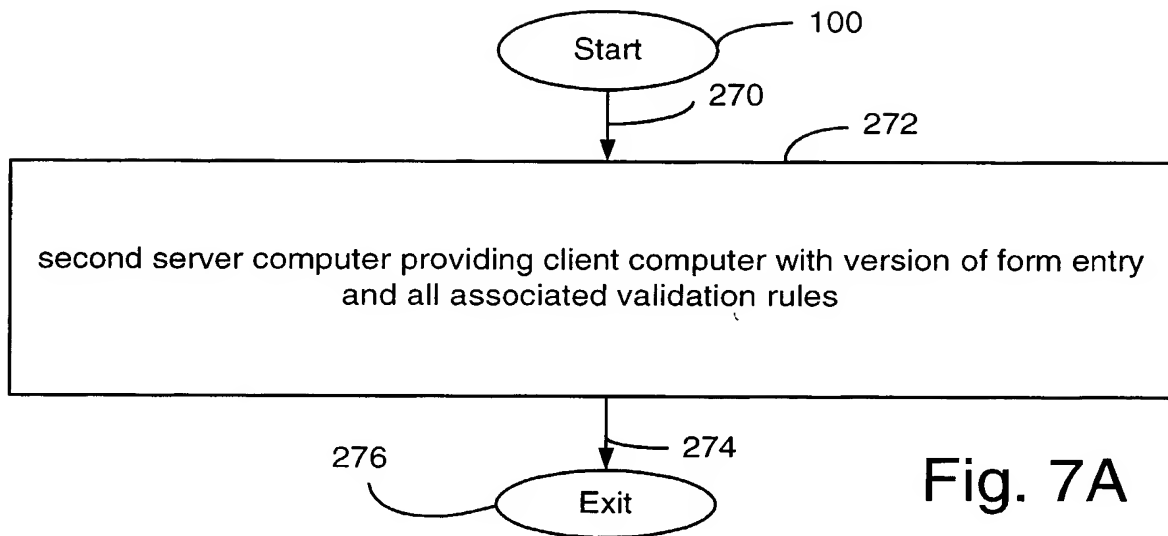 Start
100
270
272
second server computer providing client computer with version of form entry
and all associated validation rules
274
276
Exit
Fig. 7A